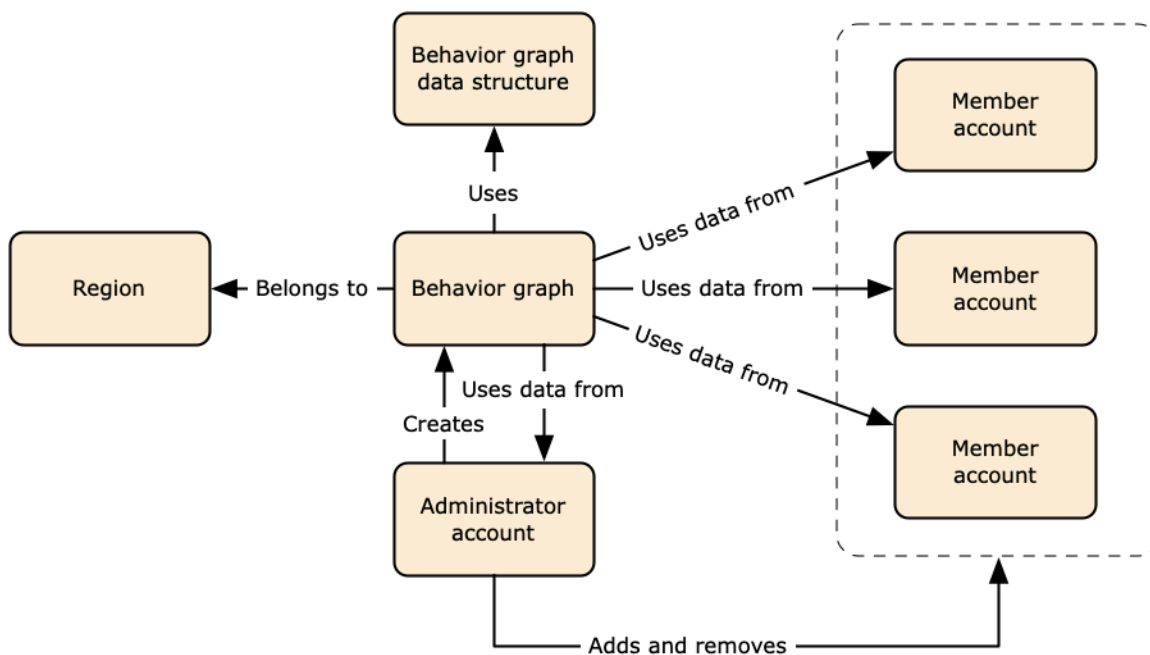 Behavior graph
data structure
Member
account
Uses
Uses data from
Region
Belongs to
Behavior graph
Uses data from
Member
account
Uses data from
Uses data from
Creates
Member
account
Administrator
account
Adds and removes